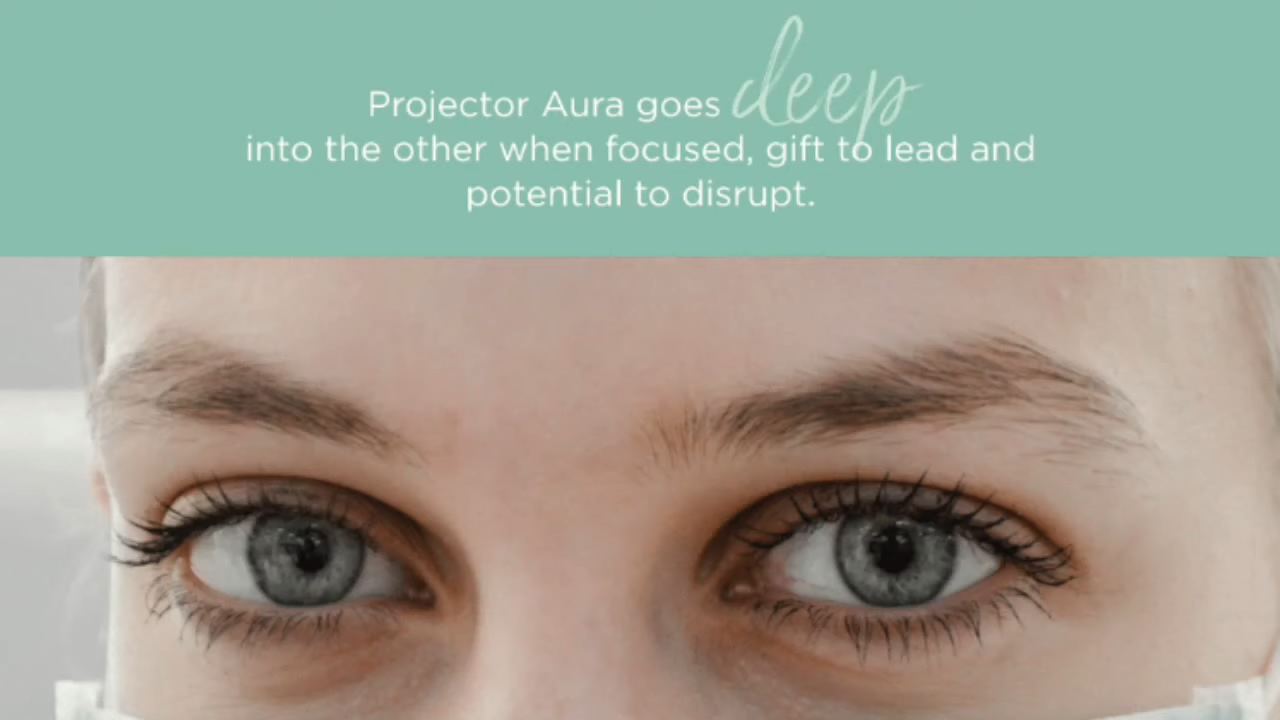 Projector Aura goes deep
into the other when focused, gift to lead and
potential to disrupt.